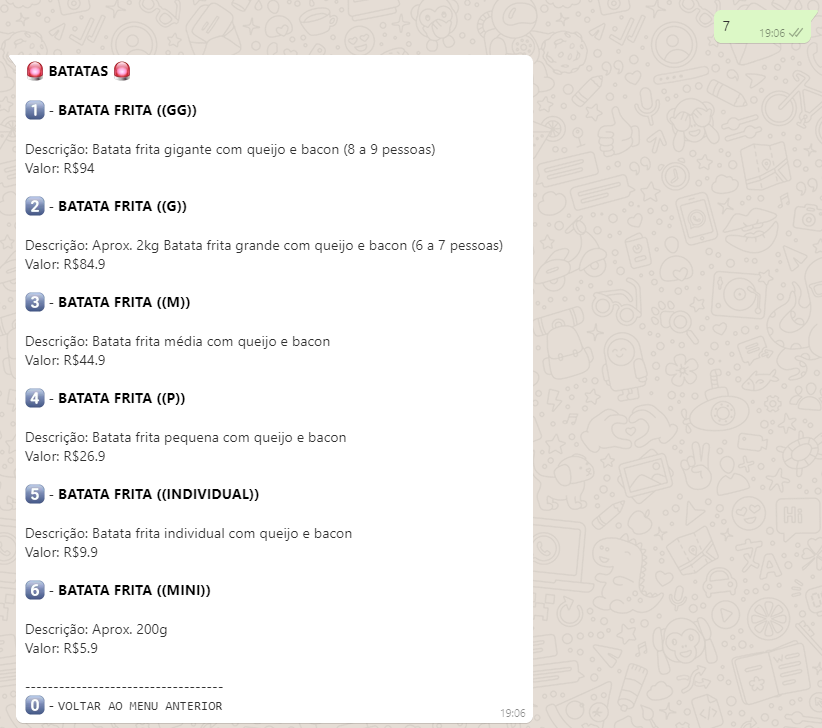 7
19:06
🚨 BATATAS 🚨
1 - BATATA FRITA ((GG))
Descrição: Batata frita gigante com queijo e bacon (8 a 9 pessoas)
Valor: R$94
2 - BATATA FRITA ((G))
Descrição: Aprox. 2kg Batata frita grande com queijo e bacon (6 a 7 pessoas)
Valor: R$84.9
3 - BATATA FRITA ((M))
Descrição: Batata frita média com queijo e bacon
Valor: R$44.9
4 - BATATA FRITA ((P))
Descrição: Batata frita pequena com queijo e bacon
Valor: R$26.9
5 - BATATA FRITA ((INDIVIDUAL))
Descrição: Batata frita individual com queijo e bacon
Valor: R$9.9
6 - BATATA FRITA ((MINI))
Descrição: Aprox. 200g
Valor: R$5.9
-----------------------------------
0 - VOLTAR AO MENU ANTERIOR
19:06